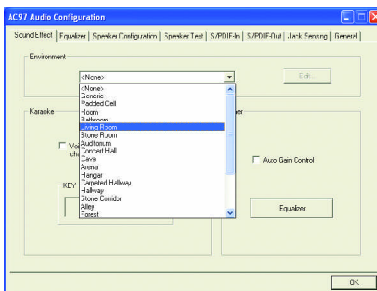 AC97 Audio Configuration
Sound Effect Equalizer Speaker Configuration Speaker Test S/PDIF-In S/PDIF-Out Jack Sensing General
Environment
<None>
Edit...
<None>
Generic
Padded Cell
Room
Bathroom
Living Room
Stone Room
Auditorium
Concert Hall
Cave
Arena
Hangar
Carpeted Hallway
Hallway
Stone Corridor
Alley
Forest
Karaoke
KEY
Auto Gain Control
Equalizer
OK